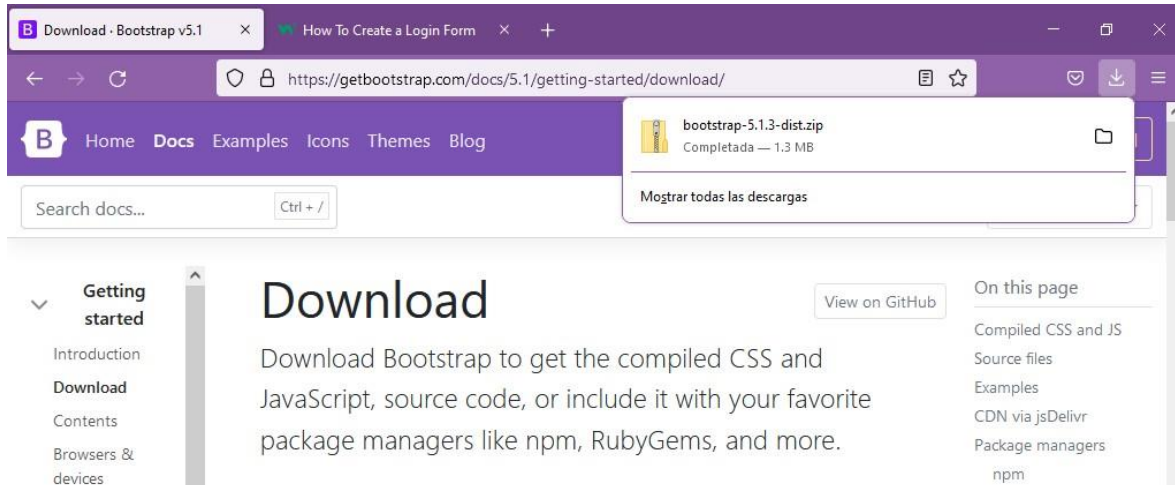 Download · Bootstrap v5.1
How To Create a Login Form
https://getbootstrap.com/docs/5.1/getting-started/download/
B Home Docs Examples Icons Themes Blog
bootstrap-5.1.3-dist.zip
Completada — 1.3 MB
Mostrar todas las descargas
Search docs... Ctrl + /
Getting
started
Introduction
Download
Contents
Browsers &
devices
Download
View on GitHub
Download Bootstrap to get the compiled CSS and
JavaScript, source code, or include it with your favorite
package managers like npm, RubyGems, and more.
On this page
Compiled CSS and JS
Source files
Examples
CDN via jsDelivr
Package managers
npm